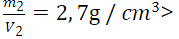 m₂/V₂ = 2,7g / cm³>